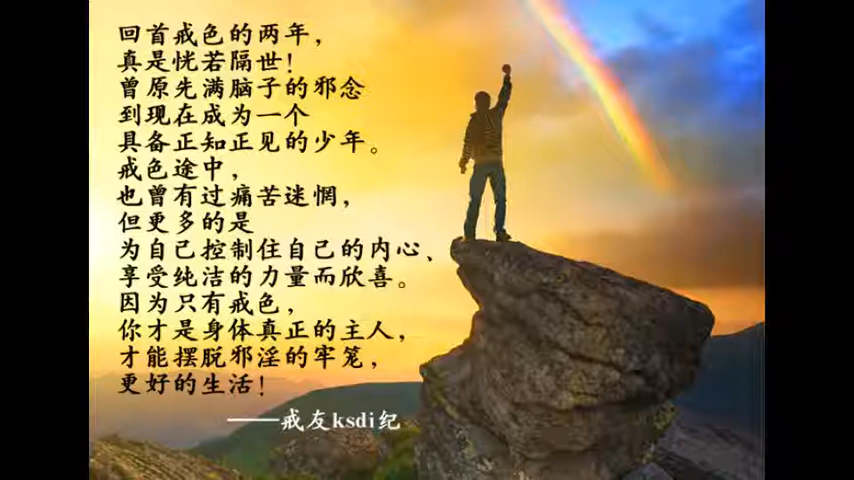 回首戒色的两年，
真是恍若隔世！
曾原先满脑子的邪念
到现在成为一个
具备正知正见的少年。
戒色途中，
也曾有过痛苦迷惘，
但更多的是
为自己控制住自己的内心、
享受纯洁的力量而欣喜。
因为只有戒色，
你才是身体真正的主人，
才能摆脱邪淫的牢笼，
更好的生活！
——戒友ksdi纪